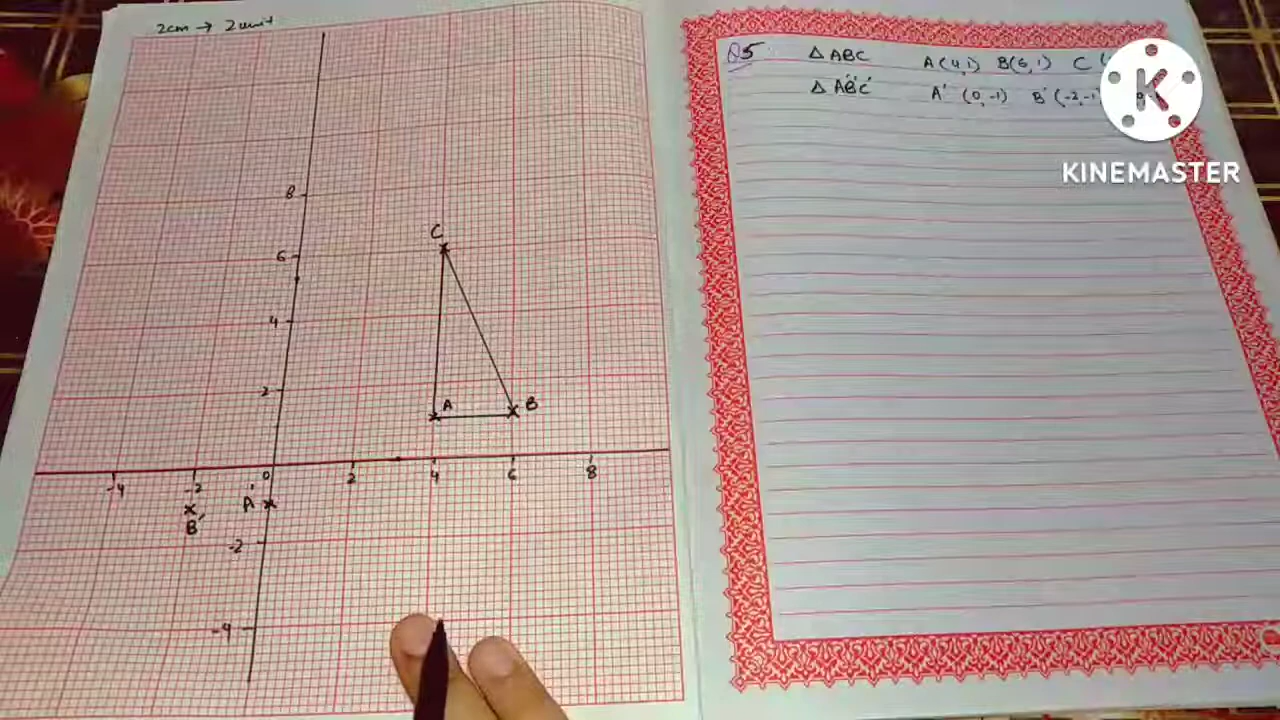 2cm → 2 unit
8
6
C
4
2
A B
-4 -2 0 2 4 6 8
A'
B'
-2
-4
Q5 Δ ABC A(4,1) B(6,1) C (
Δ A'B'C' A' (0,-1) B' (-2,-1
K
KINEMASTER